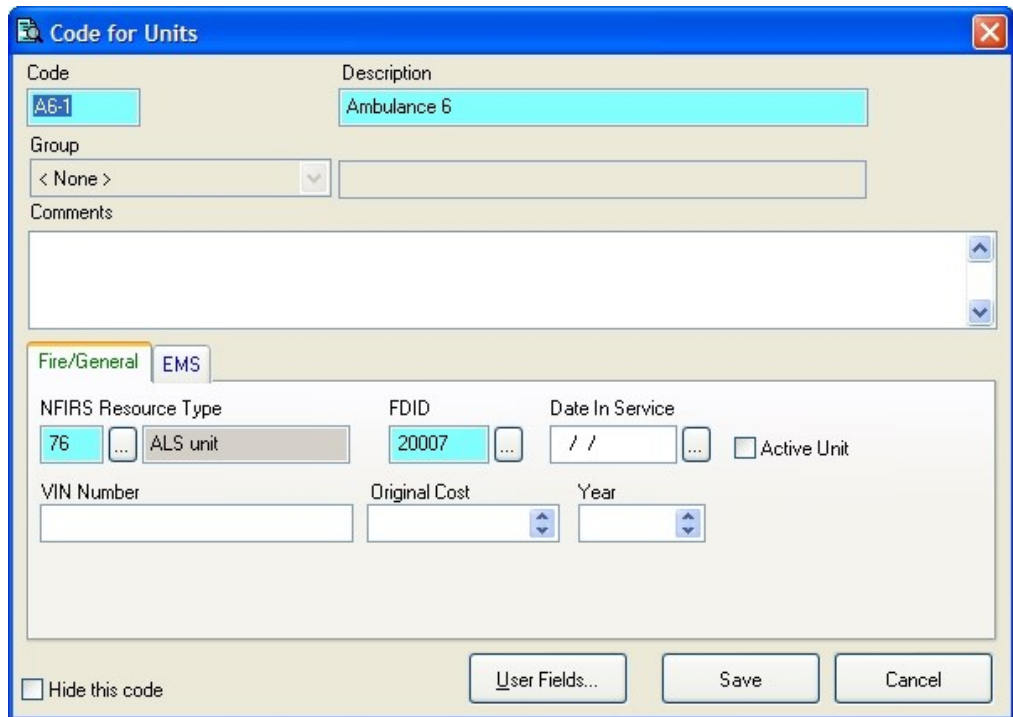 Code for Units
Code Description
A6-1 Ambulance 6
Group
< None >
Comments
Fire/General EMS
NFIRS Resource Type FDID Date In Service
76 ... ALS unit 20007 ... / / ... Active Unit
VIN Number Original Cost Year
Hide this code User Fields... Save Cancel